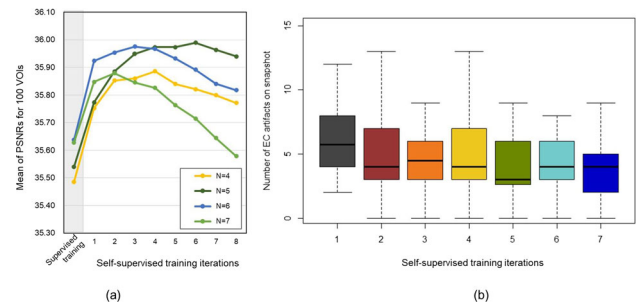 36.10
36.00
35.90
35.80
35.70
35.60
35.50
35.40
35.30
Mean of PSNRs for 100 VOIs
N=4
N=5
N=6
N=7
Supervised
training
1 2 3 4 5 6 7 8
Self-supervised training iterations
(a)
15
10
5
0
Number of EC artifacts on snapshot
1 2 3 4 5 6 7
Self-supervised training iterations
(b)